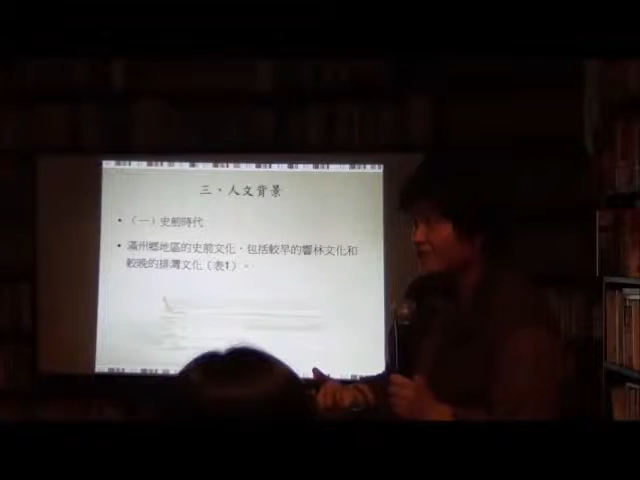 三、人文背景
• （一）史前時代
• 滿州鄉地區的史前文化，包括較早的響林文化和
較晚的排灣文化（表1）。